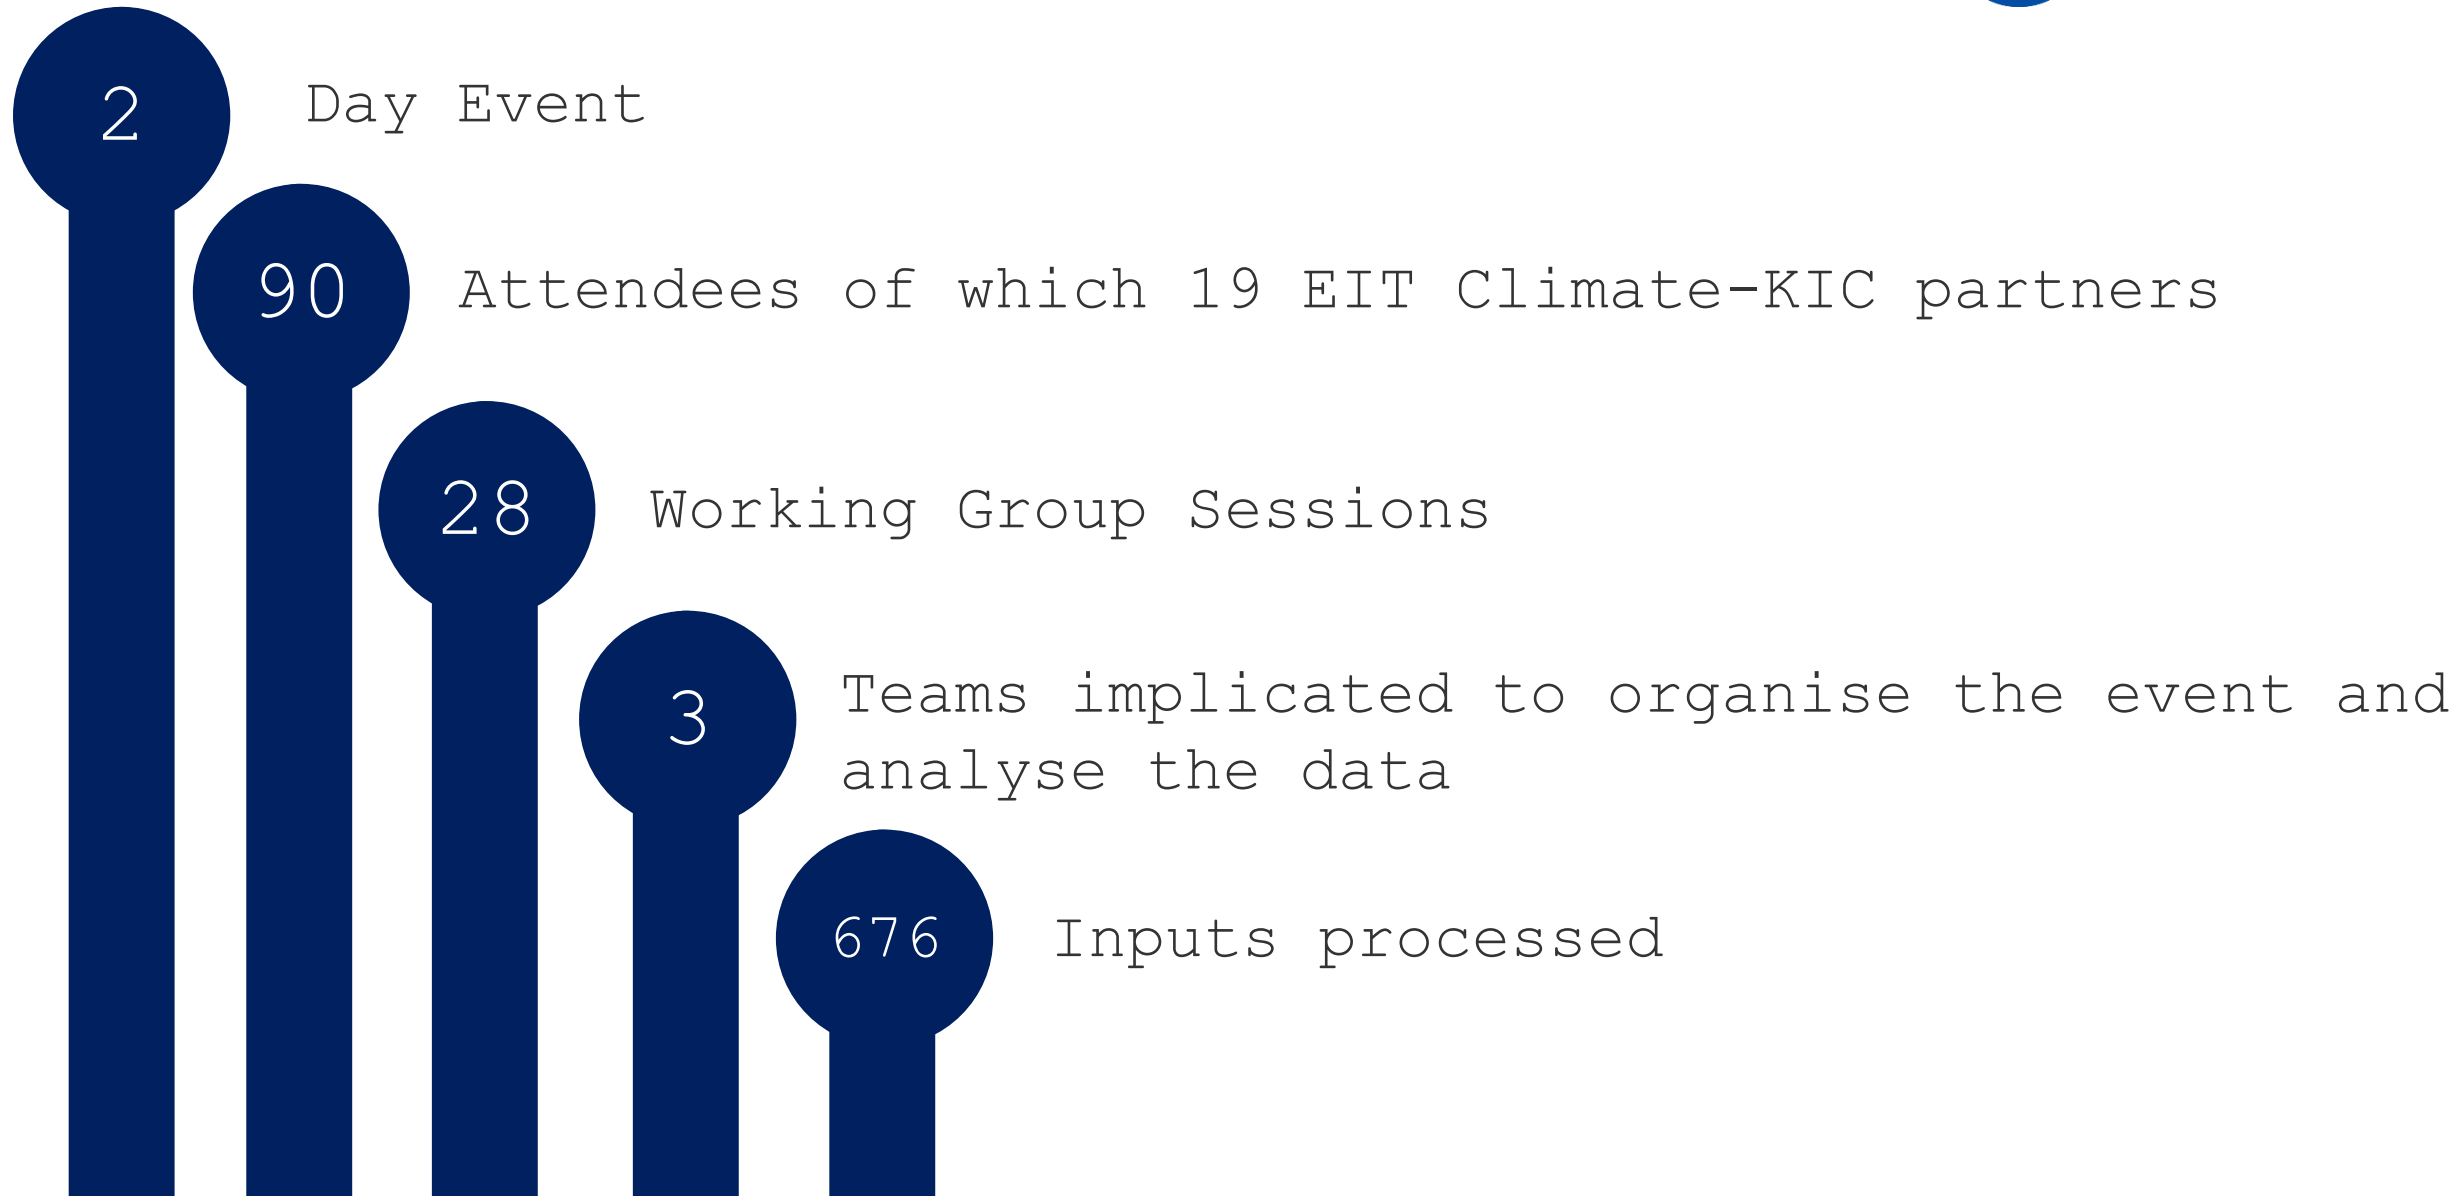 2
Day Event
90
Attendees of which 19 EIT Climate-KIC partners
28
Working Group Sessions
3
Teams implicated to organise the event and
analyse the data
676
Inputs processed